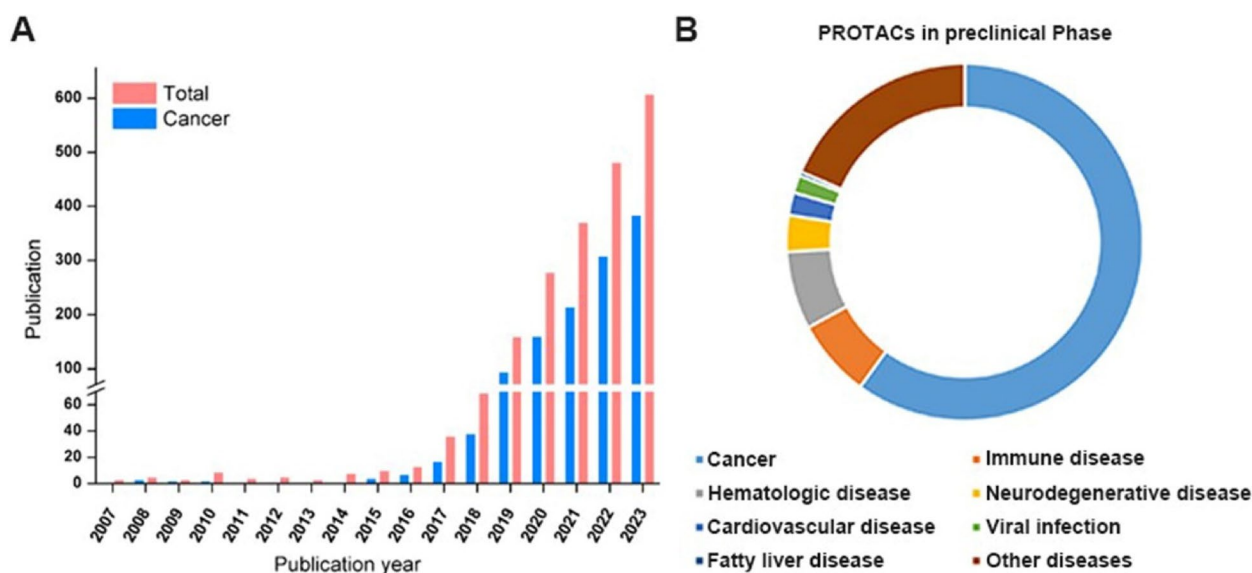 A
Total
Cancer
600
500
400
300
200
100
60
40
20
0
Publication
2007
2008
2009
2010
2011
2012
2013
2014
2015
2016
2017
2018
2019
2020
2021
2022
2023
Publication year
B
PROTACs in preclinical Phase
Cancer
Immune disease
Hematologic disease
Neurodegenerative disease
Cardiovascular disease
Viral infection
Fatty liver disease
Other diseases